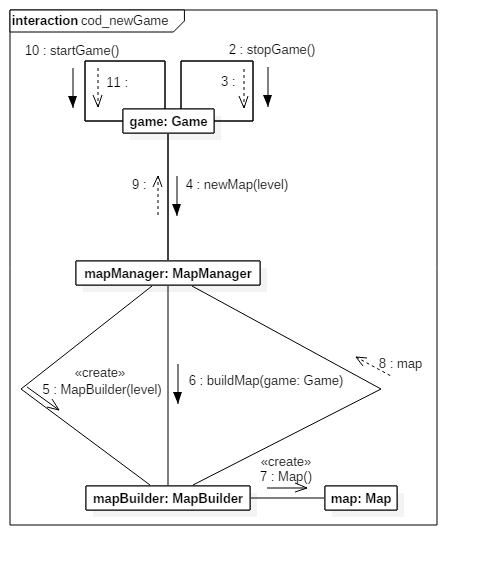 interaction cod_newGame
10 : startGame()
2 : stopGame()
11 :
3 :
game: Game
9 :
4 : newMap(level)
mapManager: MapManager
8 : map
«create»
5 : MapBuilder(level)
6 : buildMap(game: Game)
«create»
7 : Map()
mapBuilder: MapBuilder
map: Map